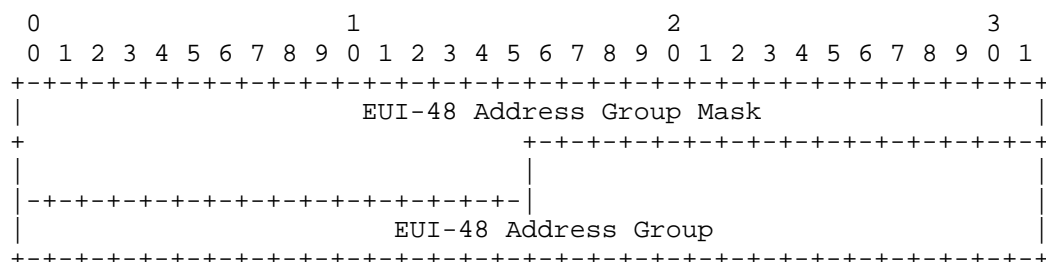 0                   1                   2                   3
 0 1 2 3 4 5 6 7 8 9 0 1 2 3 4 5 6 7 8 9 0 1 2 3 4 5 6 7 8 9 0 1
+-+-+-+-+-+-+-+-+-+-+-+-+-+-+-+-+-+-+-+-+-+-+-+-+-+-+-+-+-+-+-+-+
|                     EUI-48 Address Group Mask                 |
+                               +-+-+-+-+-+-+-+-+-+-+-+-+-+-+-+-+
|                               |                               |
|-+-+-+-+-+-+-+-+-+-+-+-+-+-+-+-|                               |
|                       EUI-48 Address Group                    |
+-+-+-+-+-+-+-+-+-+-+-+-+-+-+-+-+-+-+-+-+-+-+-+-+-+-+-+-+-+-+-+-+